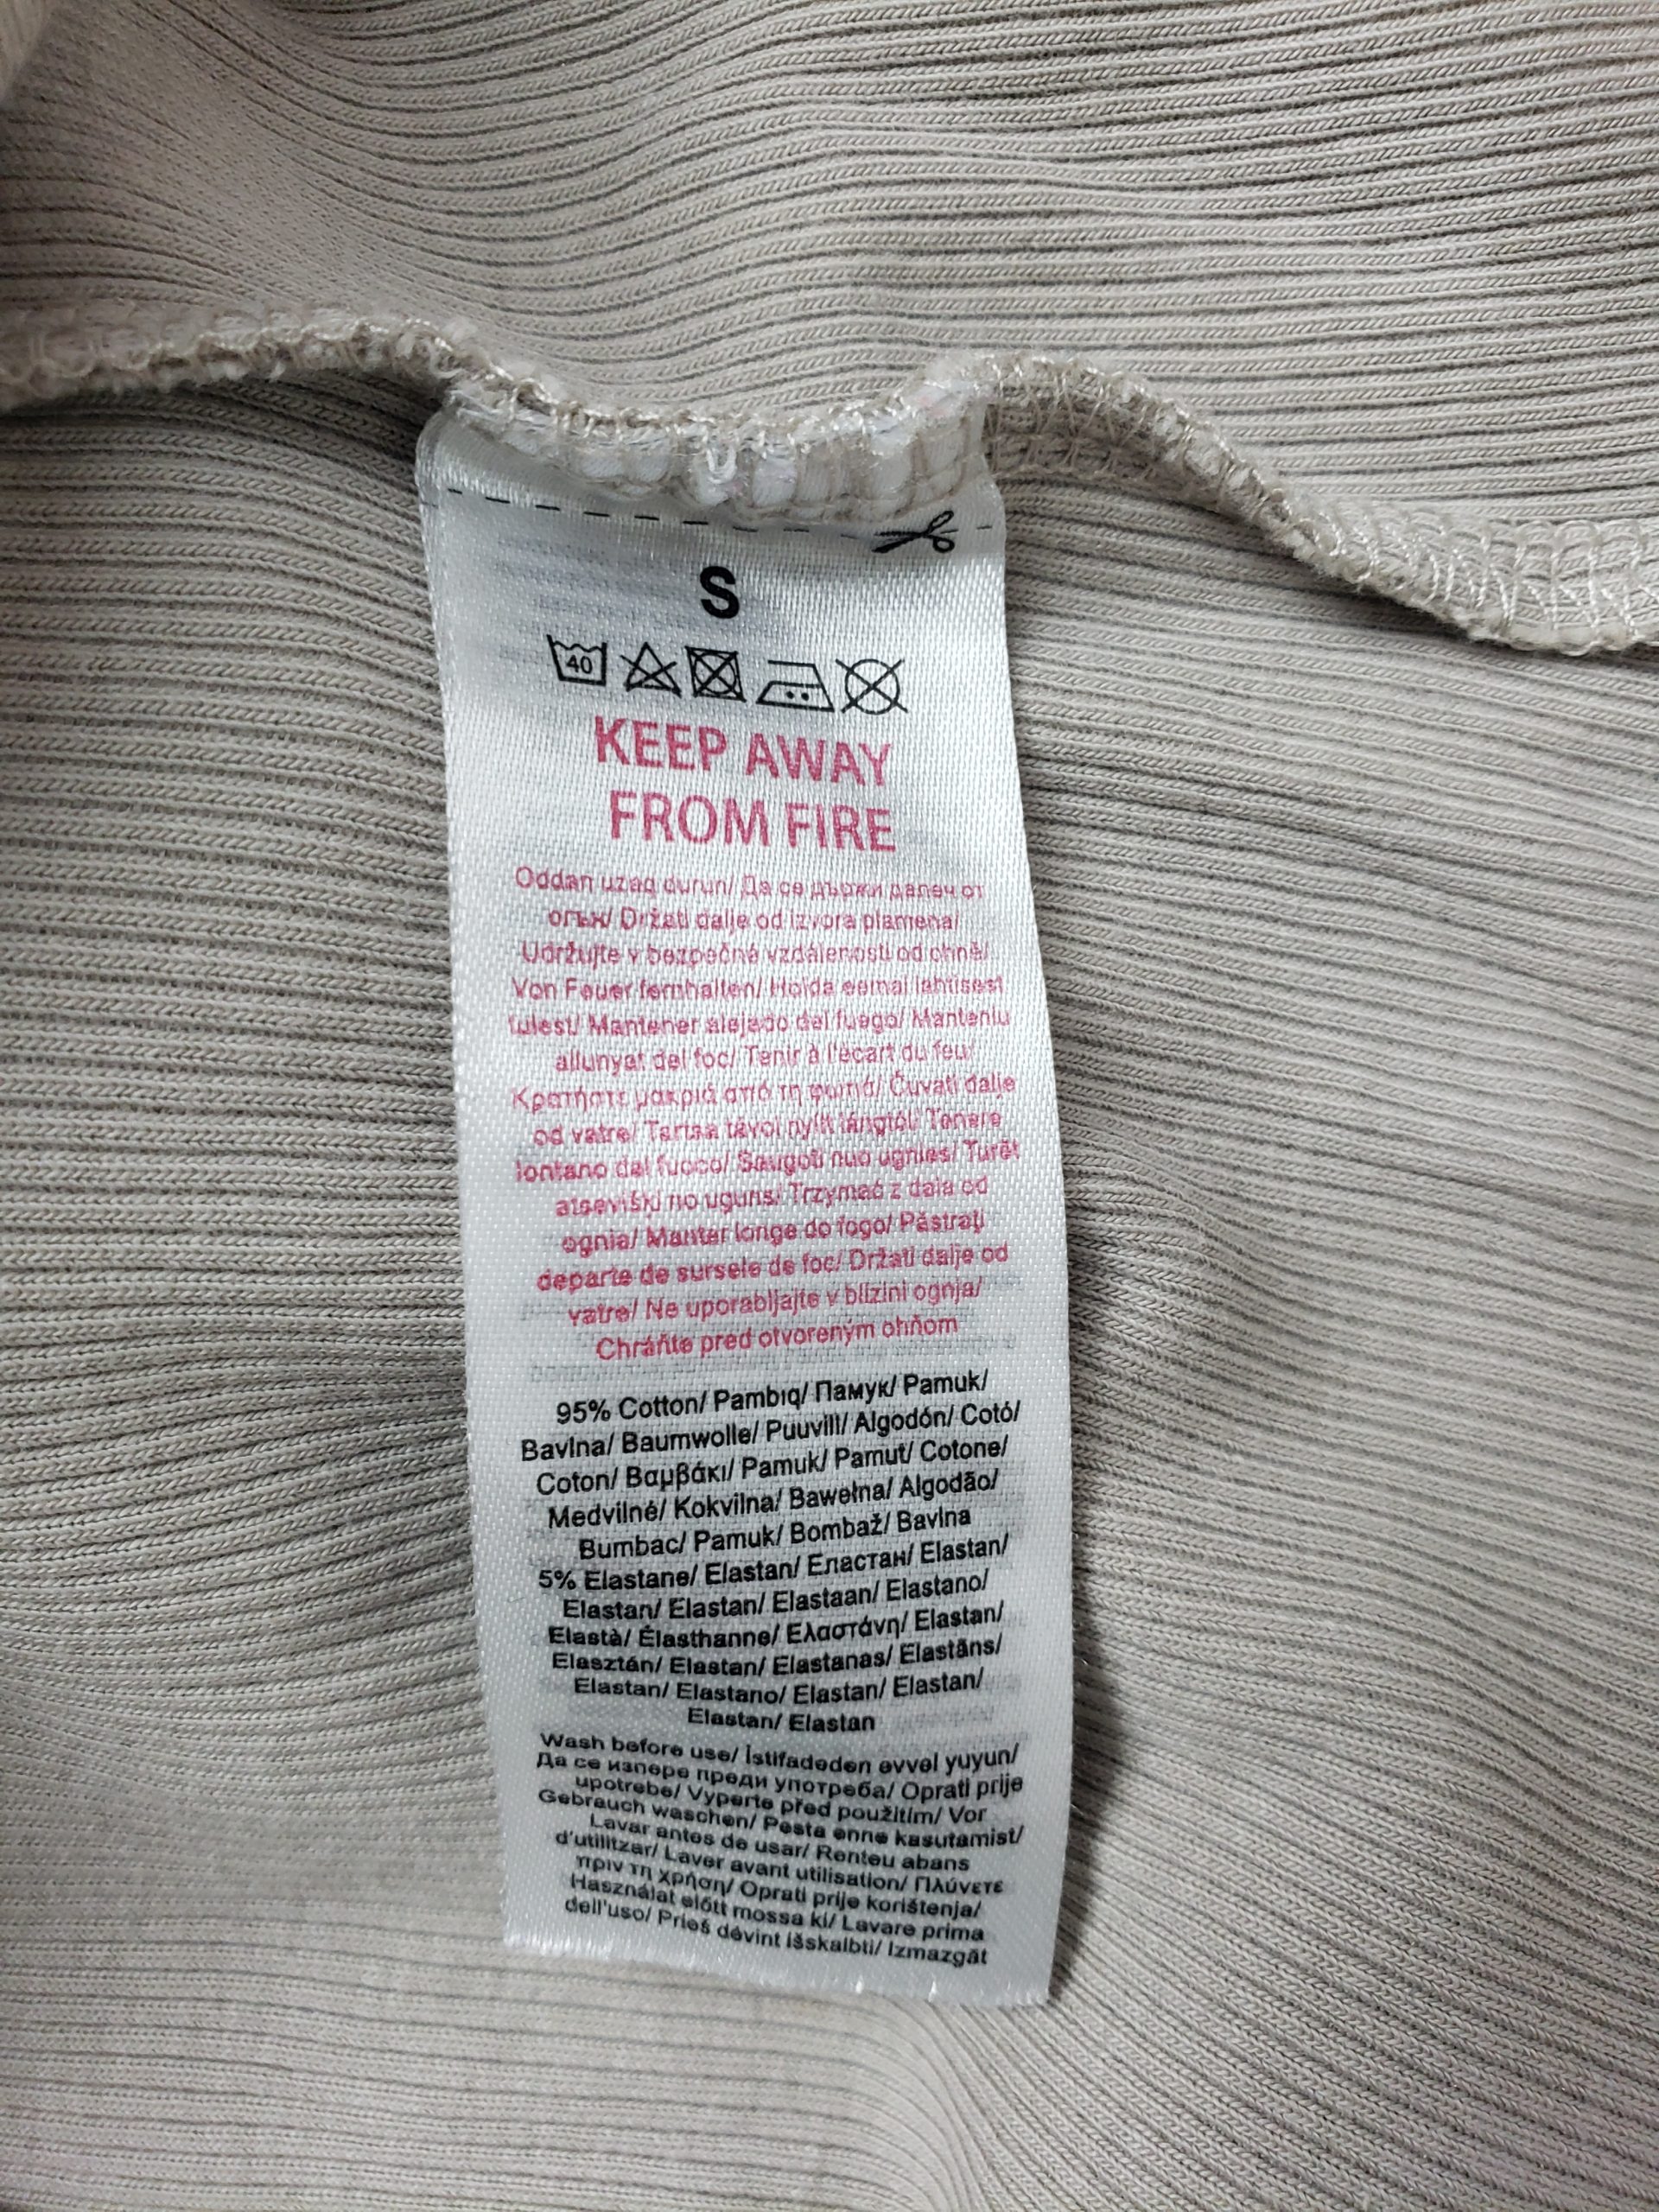 S
40
KEEP AWAY
FROM FIRE
Oddan uzaq durun/ Да се държи далеч от
огън/ Držati dalje od izvora plamena/
Udržujte v bezpečné vzdálenosti od ohně/
Von Feuer fernhalten/ Hoida eemal lahtisest
tulest/ Mantener alejado del fuego/ Manteniu
allunyat del foc/ Tenir à l'écart du feu/
Κρατήστε μακριά από τη φωτιά/ Čuvati dalje
od vatre/ Tartsa távol nyílt lángtól/ Tenere
lontano dal fuoco/ Saugoti nuo ugnies/ Turēt
atsevišķi no uguns/ Trzymać z dala od
ognia/ Manter longe do fogo/ Păstrați
departe de sursele de foc/ Držati dalje od
vatre/ Ne uporabljajte v bližini ognja/
Chráňte pred otvoreným ohňom
95% Cotton/ Pambıq/ Памук/ Pamuk/
Bavlna/ Baumwolle/ Puuvill/ Algodón/ Cotó/
Coton/ Βαμβάκι/ Pamuk/ Pamut/ Cotone/
Medvilnė/ Kokvilna/ Bawełna/ Algodão/
Bumbac/ Pamuk/ Bombaž/ Bavlna
5% Elastane/ Elastan/ Еластан/ Elastan/
Elastan/ Elastan/ Elastaan/ Elastano/
Elastà/ Élasthanne/ Ελαστάνη/ Elastan/
Elasztán/ Elastan/ Elastanas/ Elastāns/
Elastan/ Elastano/ Elastan/ Elastan/
Elastan/ Elastan
Wash before use/ İstifadeden evvel yuyun/
Да се изпере преди употреба/ Oprati prije
upotrebe/ Vyperte před použitím/ Vor
Gebrauch waschen/ Pesta enne kasutamist/
Lavar antes de usar/ Renteu abans
d'utilitzar/ Laver avant utilisation/ Πλύνετε
πριν τη χρήση/ Oprati prije korištenja/
Használat előtt mossa ki/ Lavare prima
dell'uso/ Prieš dėvint išskalbti/ Izmazgāt